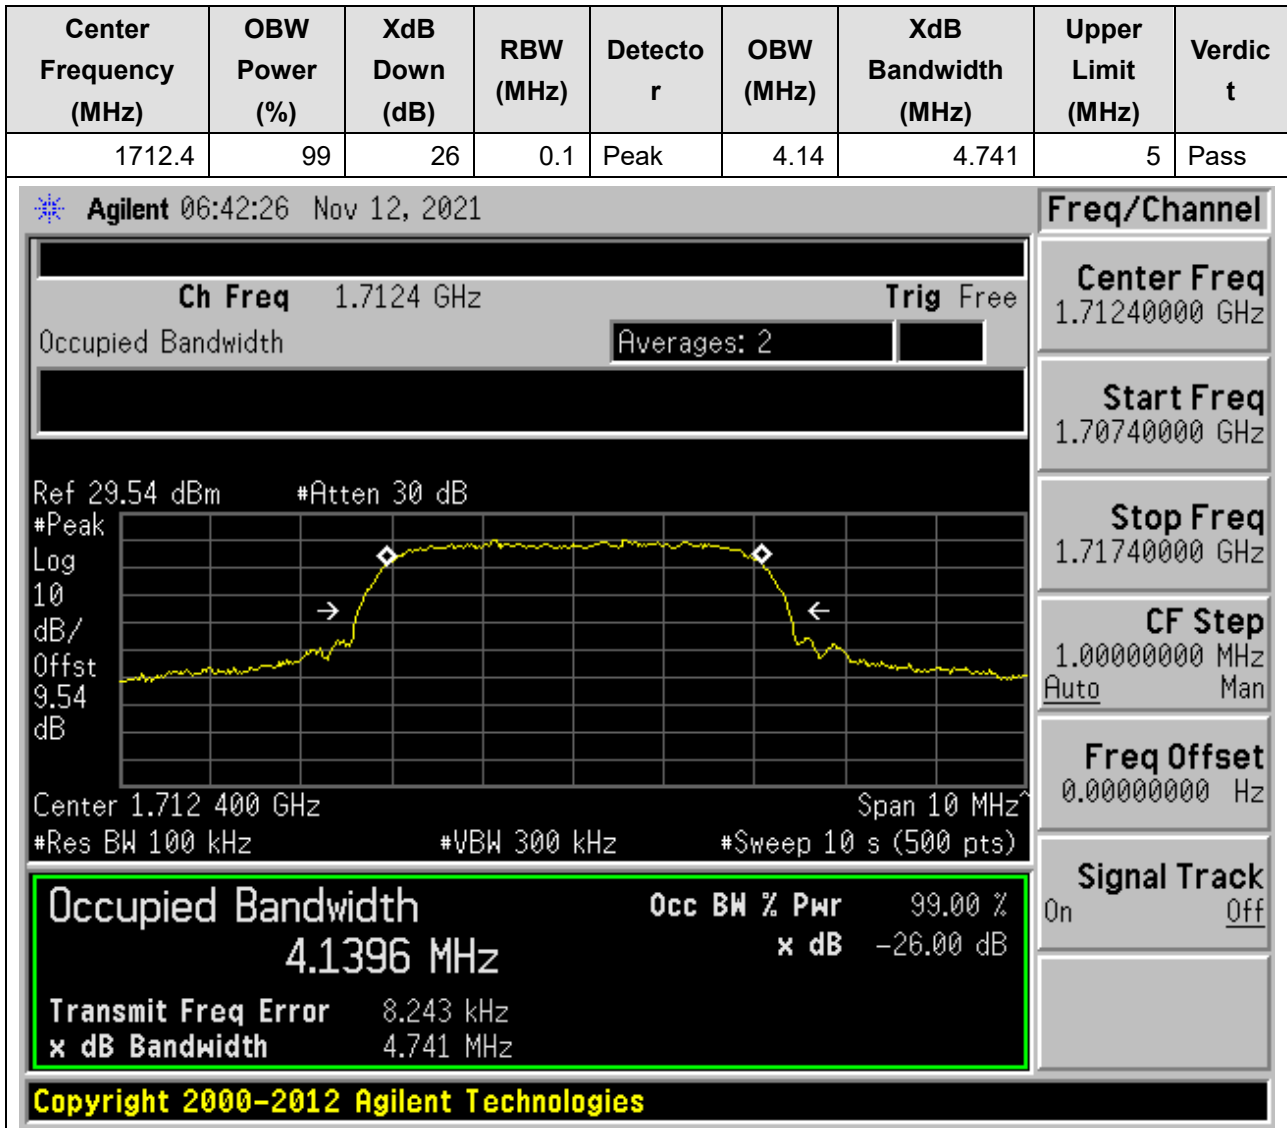 Center Frequency (MHz) OBW Power (%) XdB Down (dB) RBW (MHz) Detecto r OBW (MHz) XdB Bandwidth (MHz) Upper Limit (MHz) Verdic t
1712.4 99 26 0.1 Peak 4.14 4.741 5 Pass
Agilent 06:42:26 Nov 12, 2021
Ch Freq 1.7124 GHz Trig Free
Occupied Bandwidth Averages: 2
Ref 29.54 dBm #Atten 30 dB
#Peak
Log
10
dB/
Offst
9.54
dB
Center 1.712 400 GHz Span 10 MHz^
#Res BW 100 kHz #VBW 300 kHz #Sweep 10 s (500 pts)
Occupied Bandwidth Occ BW % Pwr 99.00 %
4.1396 MHz x dB -26.00 dB
Transmit Freq Error 8.243 kHz
x dB Bandwidth 4.741 MHz
Copyright 2000-2012 Agilent Technologies
Freq/Channel
Center Freq
1.71240000 GHz
Start Freq
1.70740000 GHz
Stop Freq
1.71740000 GHz
CF Step
1.00000000 MHz
Auto Man
Freq Offset
0.00000000 Hz
Signal Track
On Off